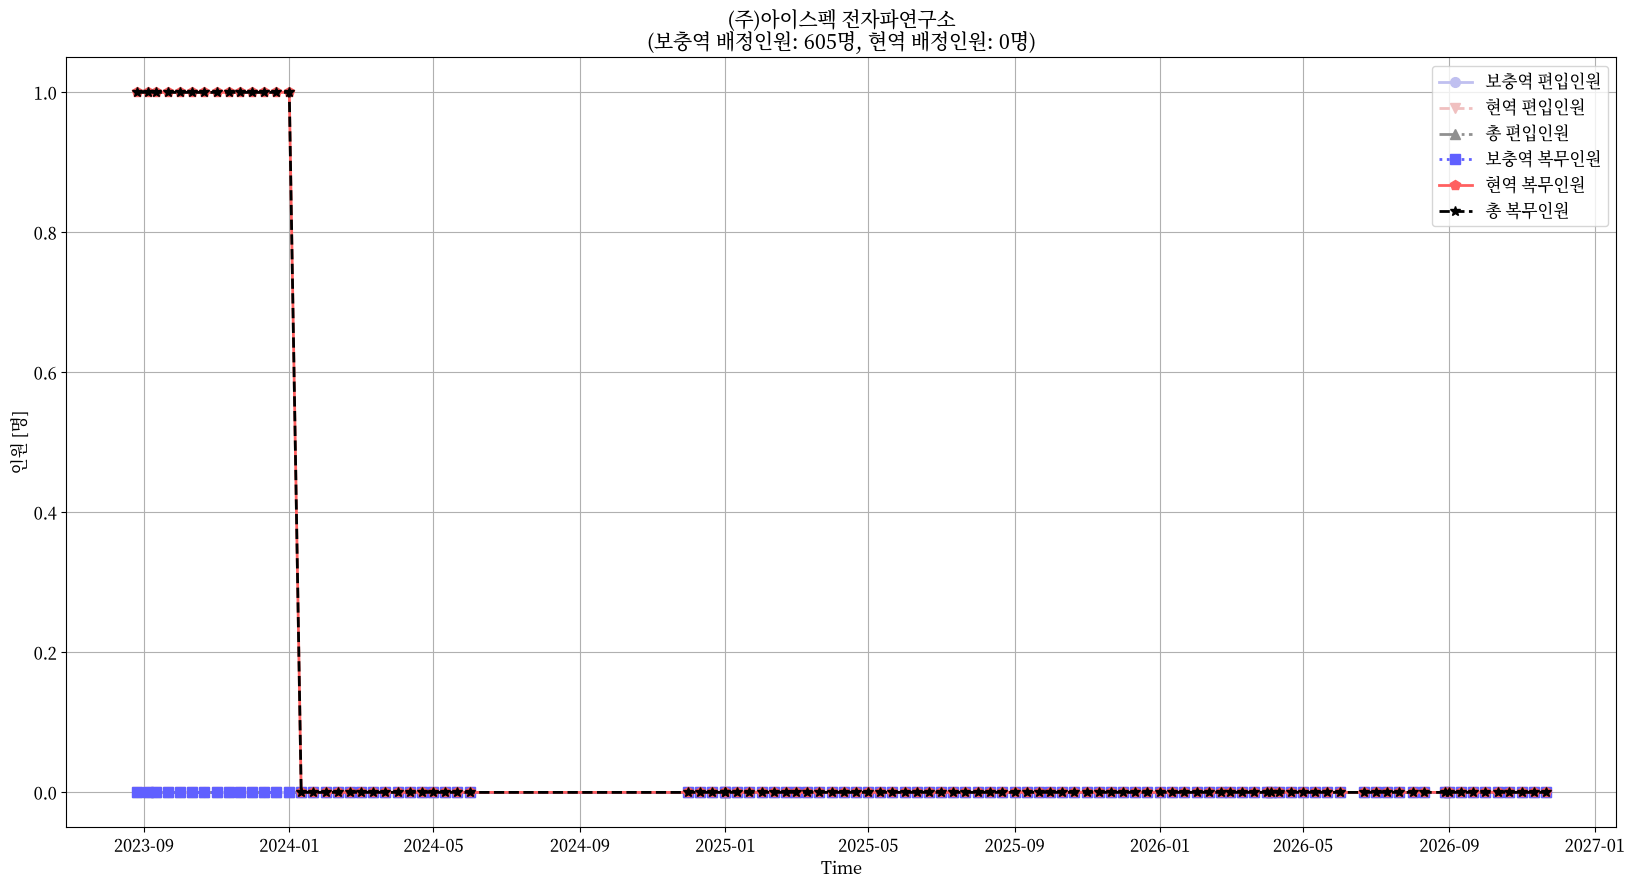 (주)아이스펙 전자파연구소
(보충역 배정인원: 605명, 현역 배정인원: 0명)
보충역 편입인원
현역 편입인원
총 편입인원
보충역 복무인원
현역 복무인원
총 복무인원
1.0
0.8
0.6
0.4
0.2
0.0
인원 [명]
2023-09 2024-01 2024-05 2024-09 2025-01 2025-05 2025-09 2026-01 2026-05 2026-09 2027-01
Time